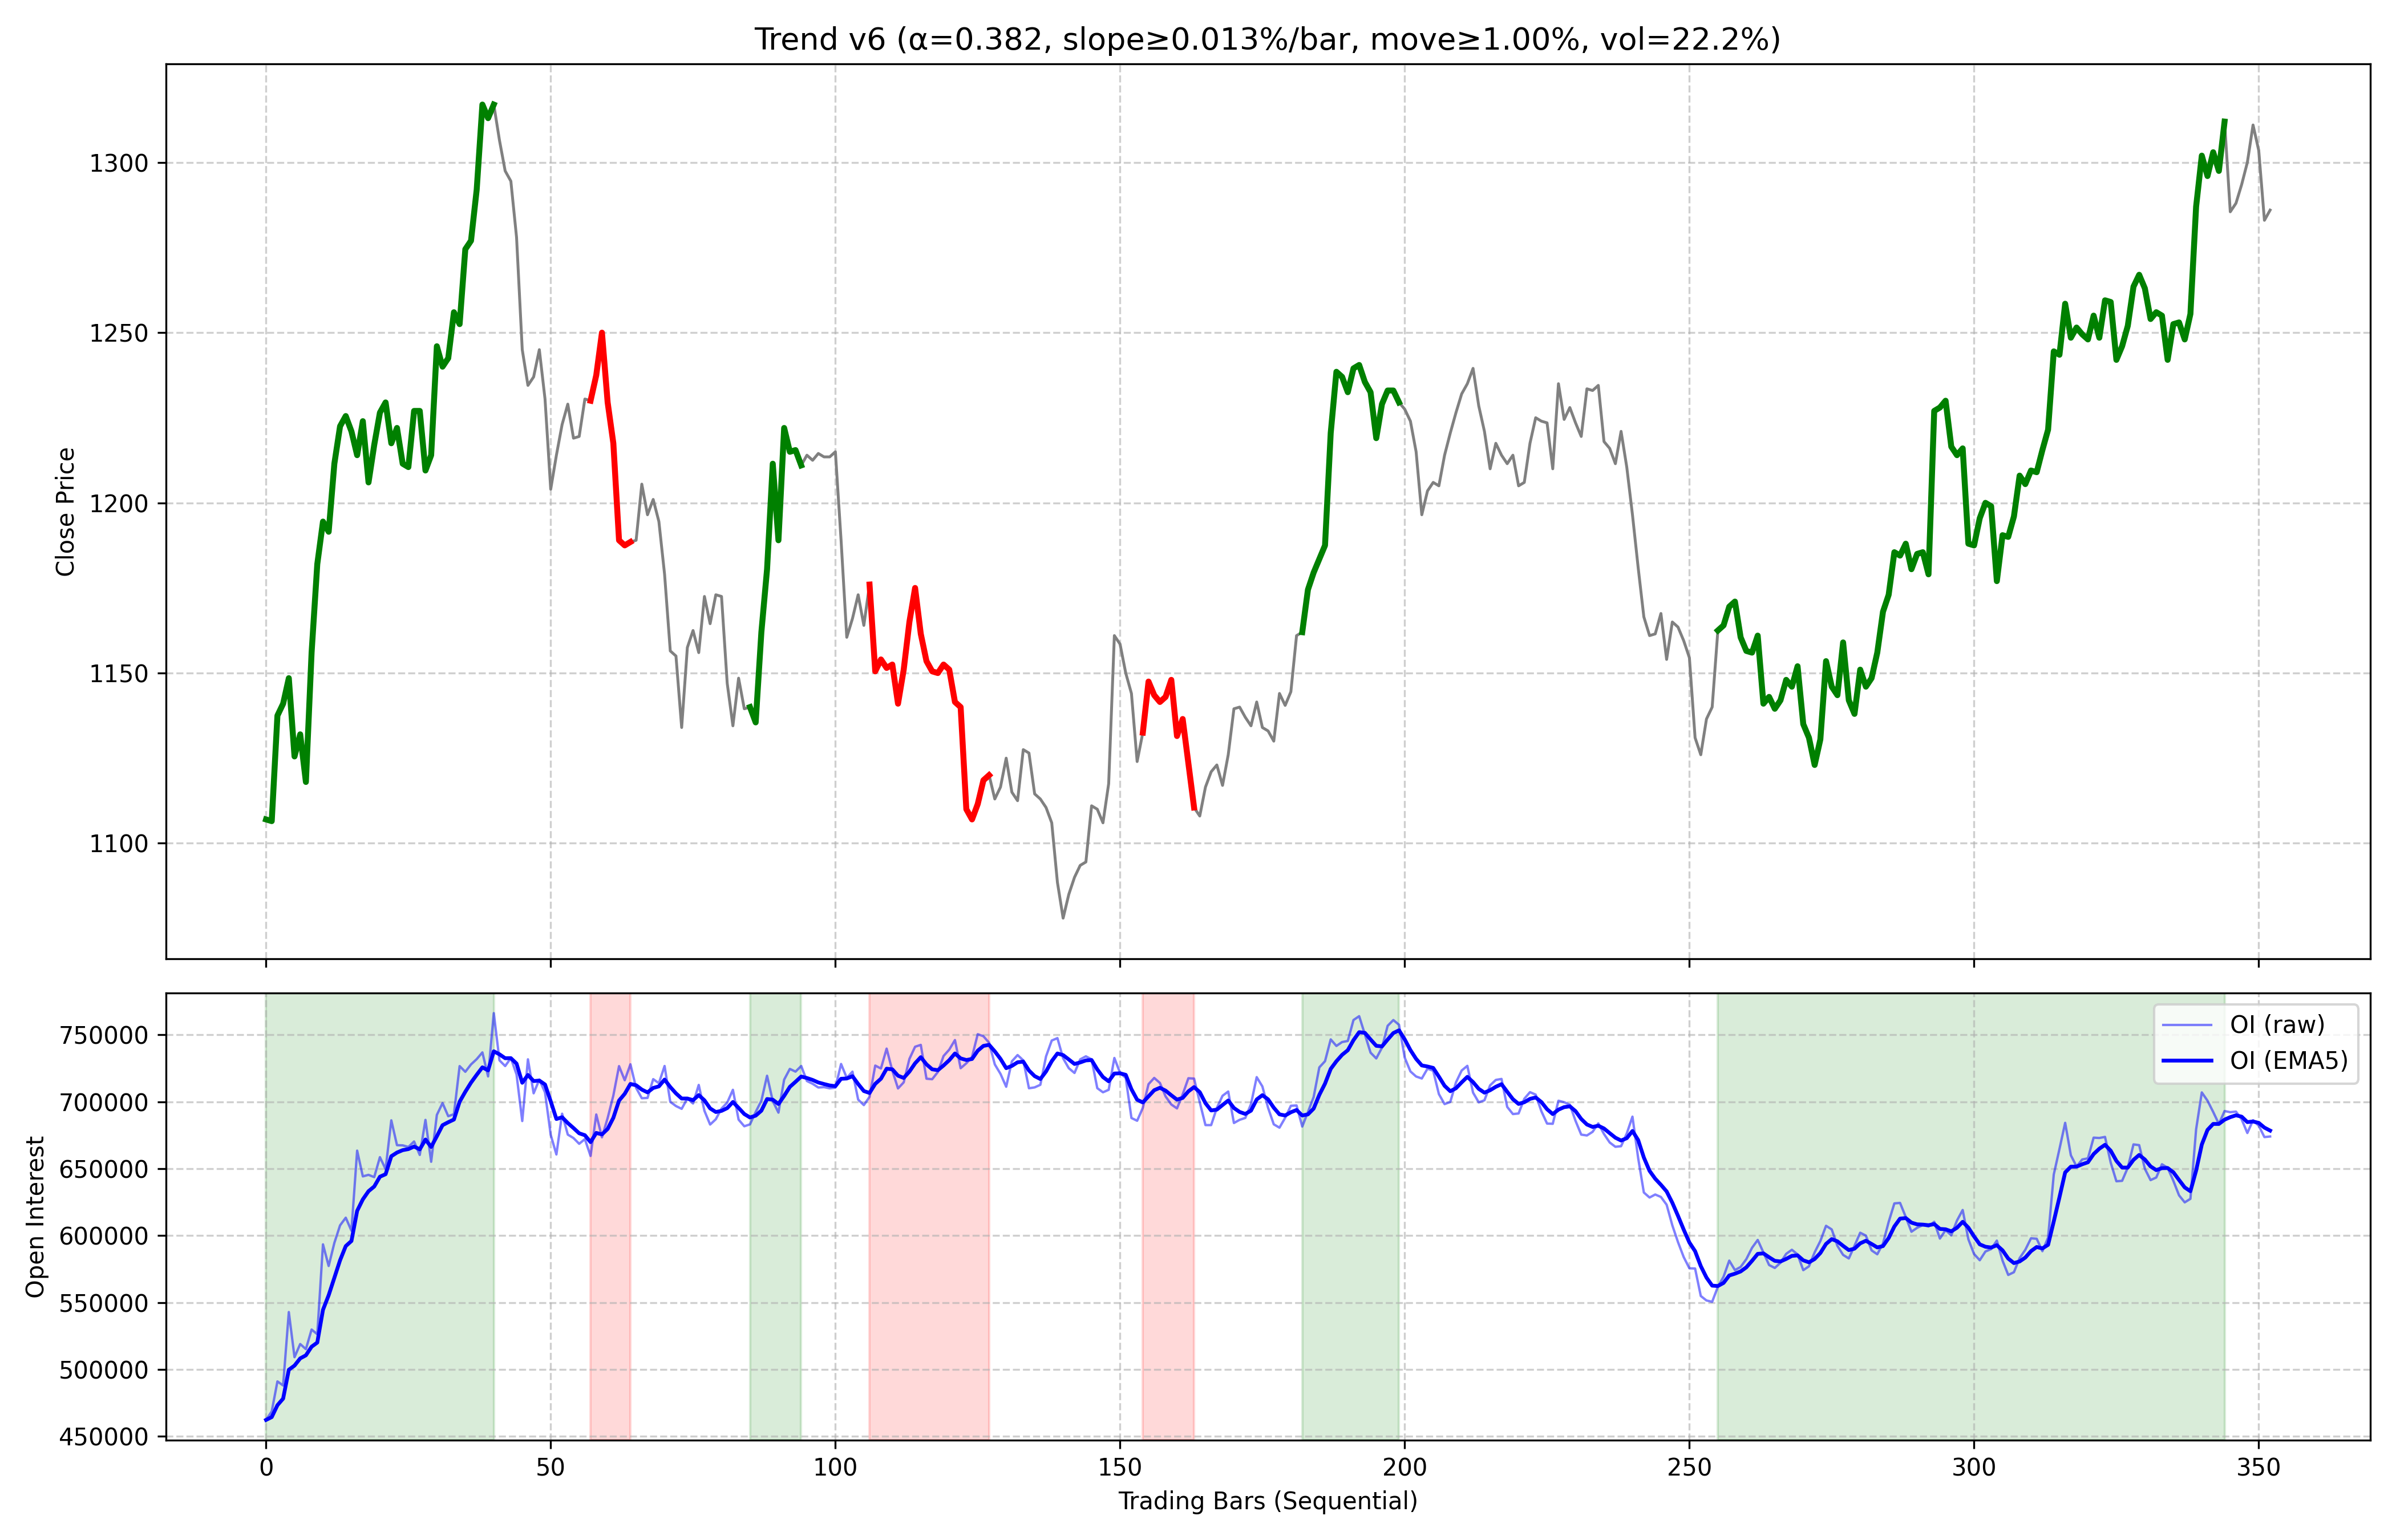 Trend v6 (α=0.382, slope≥0.013%/bar, move≥1.00%, vol=22.2%)
Close Price
1300
1250
1200
1150
1100
Open Interest
750000
700000
650000
600000
550000
500000
450000
OI (raw)
OI (EMA5)
0 50 100 150 200 250 300 350
Trading Bars (Sequential)